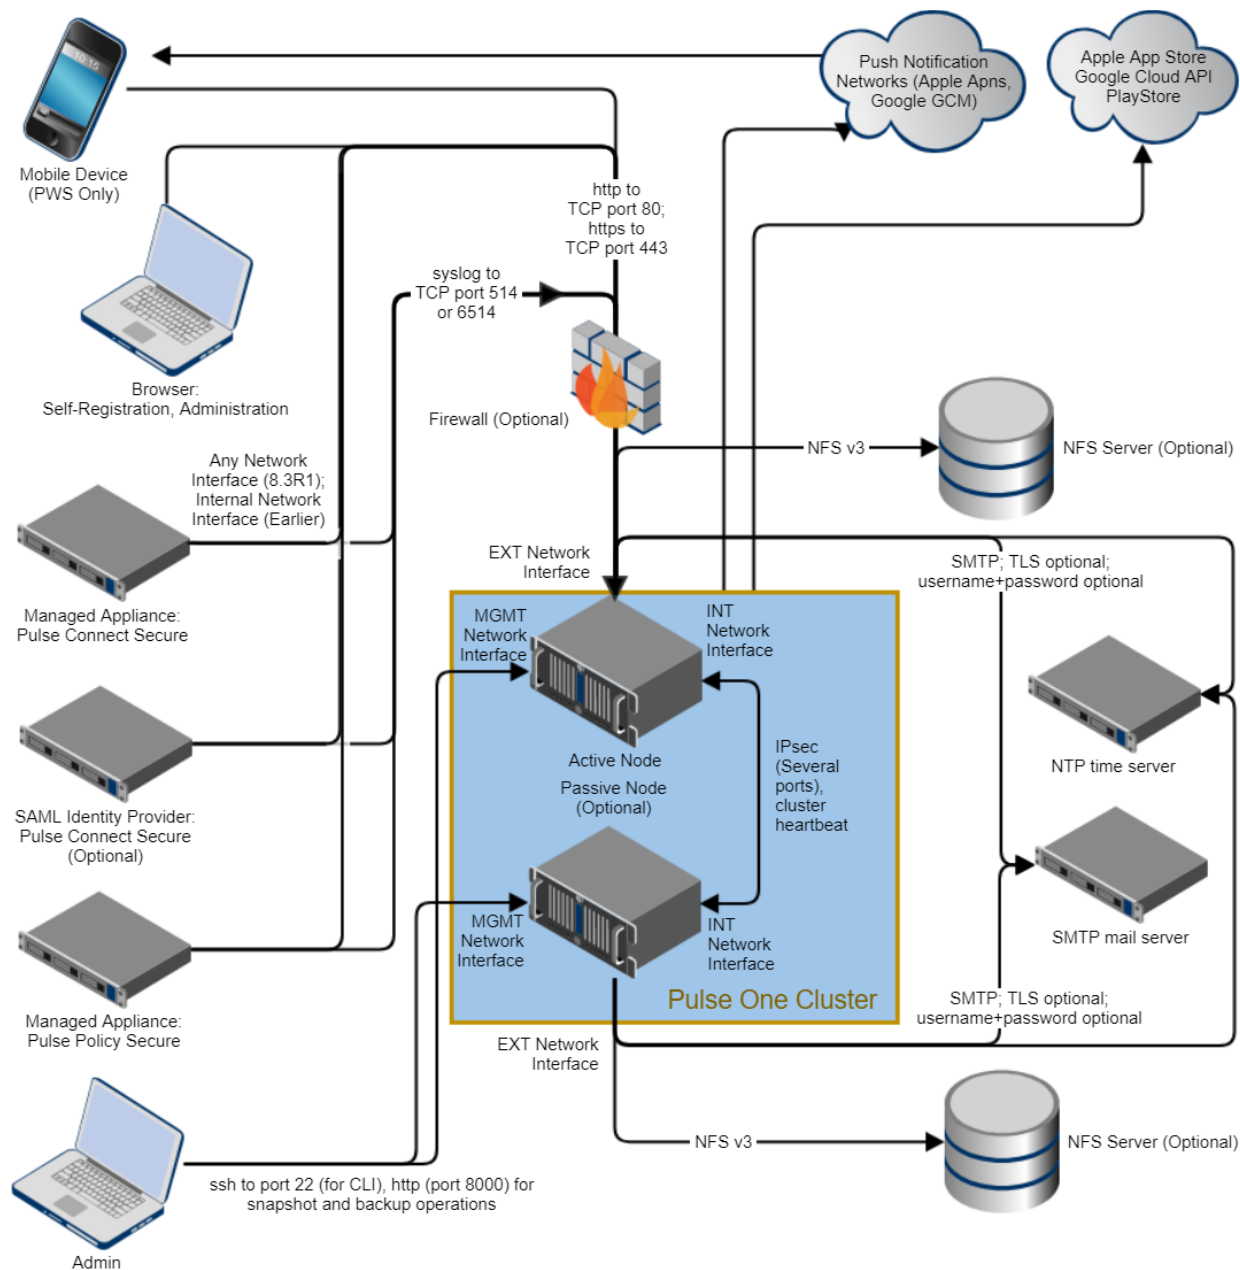 10:15
Push Notification
Networks (Apple Apns,
Google GCM)
Apple App Store
Google Cloud API
PlayStore
Mobile Device
(PWS Only)
http to
TCP port 80;
https to
TCP port 443
syslog to
TCP port 514
or 6514
Browser:
Self-Registration, Administration
Firewall (Optional)
NFS v3
NFS Server (Optional)
Any Network
Interface (8.3R1);
Internal Network
Interface (Earlier)
EXT Network
Interface
SMTP; TLS optional;
username+password optional
Managed Appliance:
Pulse Connect Secure
MGMT
Network
Interface
INT
Network
Interface
Active Node
Passive Node
(Optional)
IPsec
(Several
ports),
cluster
heartbeat
NTP time server
SAML Identity Provider:
Pulse Connect Secure
(Optional)
MGMT
Network
Interface
INT
Network
Interface
SMTP mail server
Pulse One Cluster
SMTP; TLS optional;
username+password optional
Managed Appliance:
Pulse Policy Secure
EXT Network
Interface
NFS v3
NFS Server (Optional)
ssh to port 22 (for CLI), http (port 8000) for
snapshot and backup operations
Admin